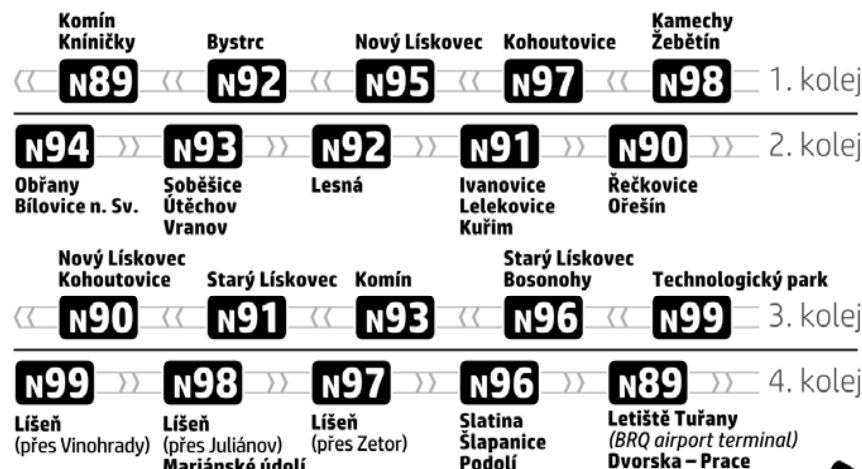 Komín
Kníničky
Bystrc
Nový Lískovec
Kohoutovice
Kamechy
Žebětín
N89 N92 N95 N97 N98 1. kolej
N94 N93 N92 N91 N90 2. kolej
Obřany
Bílovice n. Sv.
Soběšice
Útěchov
Vranov
Lesná
Ivanovice
Lelekovice
Kuřim
Řečkovice
Ořešín
Nový Lískovec
Kohoutovice
Starý Lískovec
Komín
Starý Lískovec
Bosonohy
Technologický park
N90 N91 N93 N96 N99 3. kolej
N99 N98 N97 N96 N89 4. kolej
Líšeň
(přes Vinohrady)
Líšeň
(přes Juliánov)
Mariánské údolí
Líšeň
(přes Zetor)
Slatina
Šlapanice
Podolí
Letiště Tuřany
(BRQ airport terminal)
Dvorska – Prace